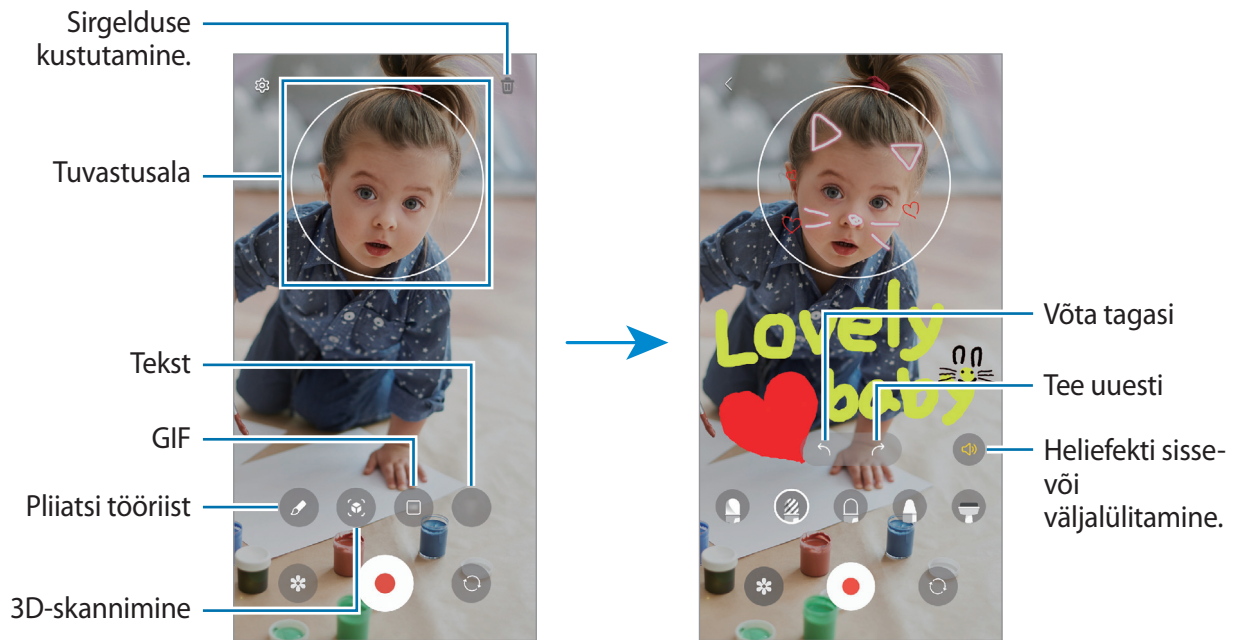 Sirgelduse
kustutamine.
Tuvastusala
Tekst
GIF
Pliiatsi tööriist
3D-skannimine
Lovely
baby
Võta tagasi
Tee uuesti
Heliefekti sisse-
või
väljalülitamine.